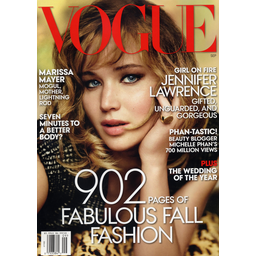 VOGUE
SEP
MARISSA
MAYER
MOGUL,
MOTHER,
LIGHTNING
ROD
SEVEN
MINUTES TO
A BETTER
BODY?
GIRL ON FIRE
JENNIFER
LAWRENCE
GIFTED,
UNGUARDED, AND
GORGEOUS
PHAN-TASTIC!
BEAUTY BLOGGER
MICHELLE PHAN'S
700 MILLION VIEWS
PLUS
THE WEDDING
OF THE YEAR
902 PAGES OF
FABULOUS FALL
FASHION